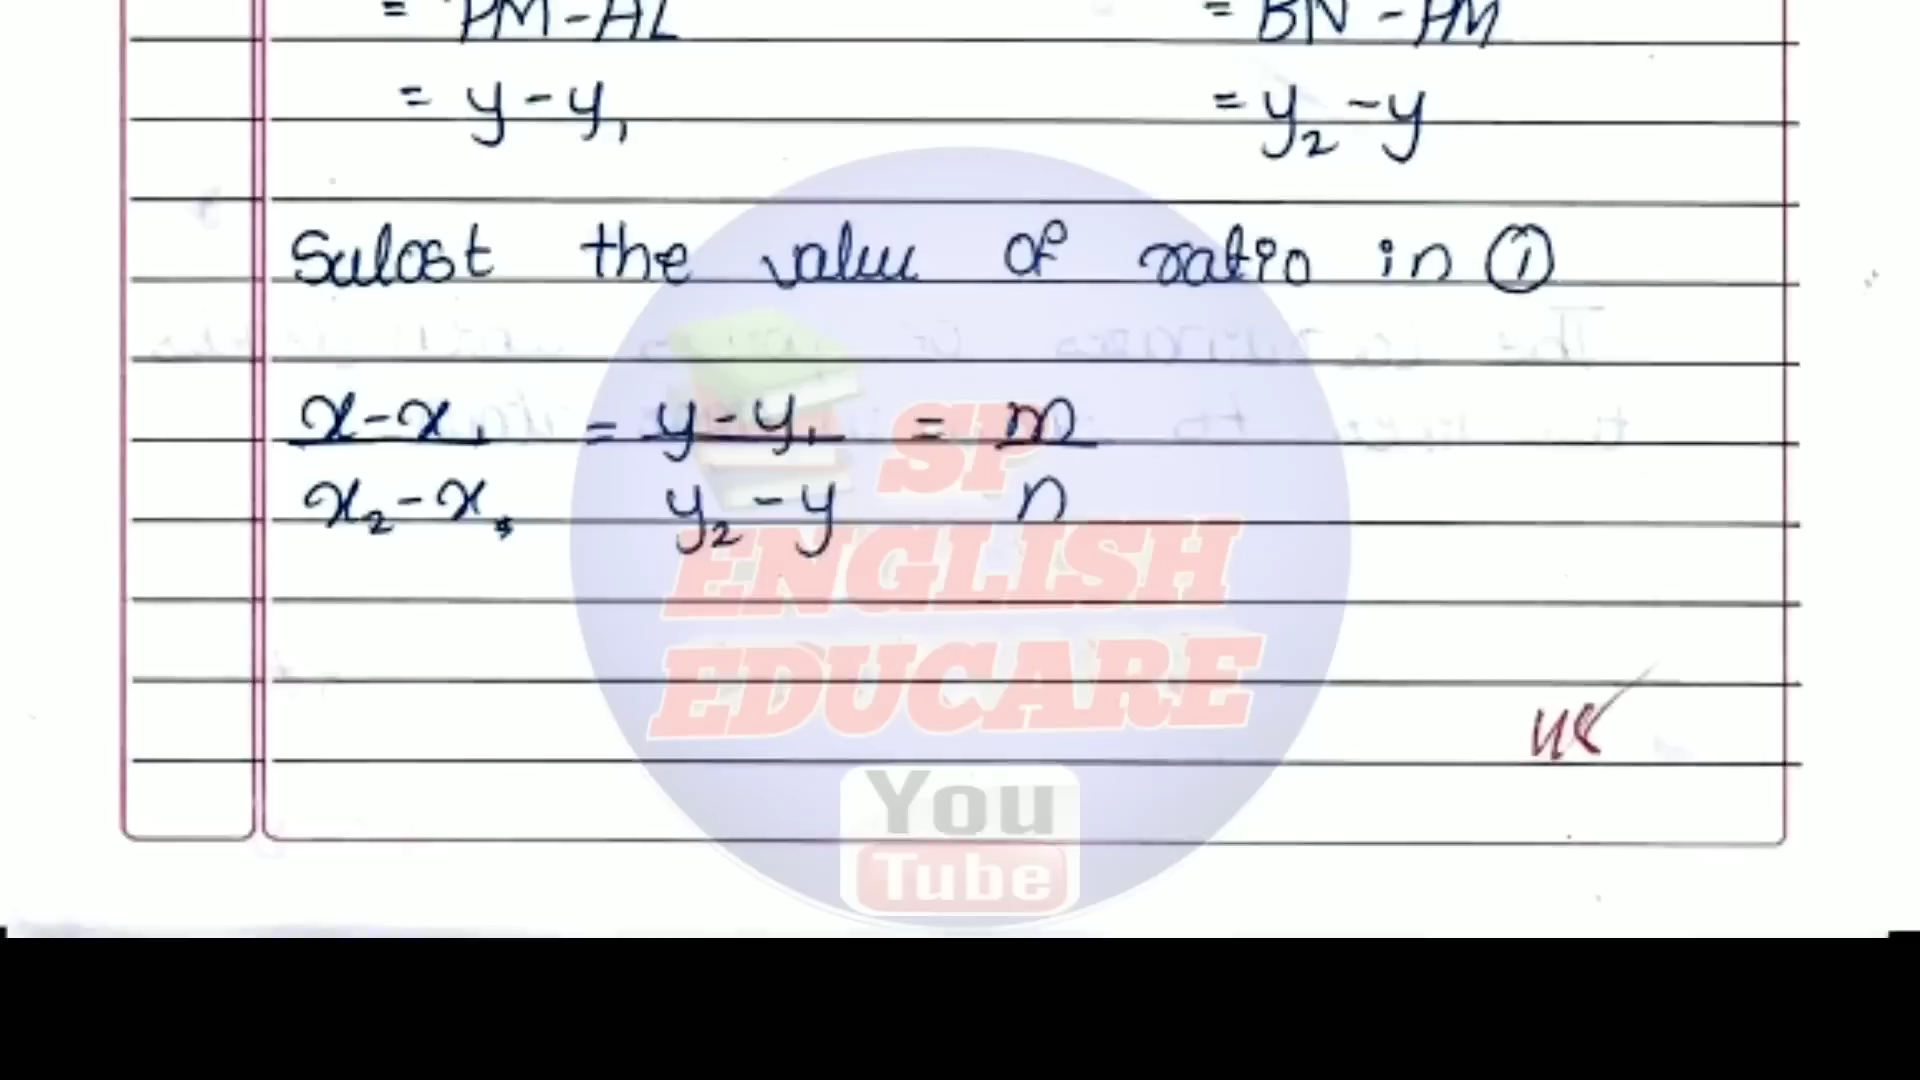 = PM-AL = BN-PM
= y-y₁ = y₂-y
Subst the value of ratio in ①
x-x₁ / x₂-x = y-y₁ / y₂-y = m / n
SP
ENGLISH
EDUCARE
You
Tube